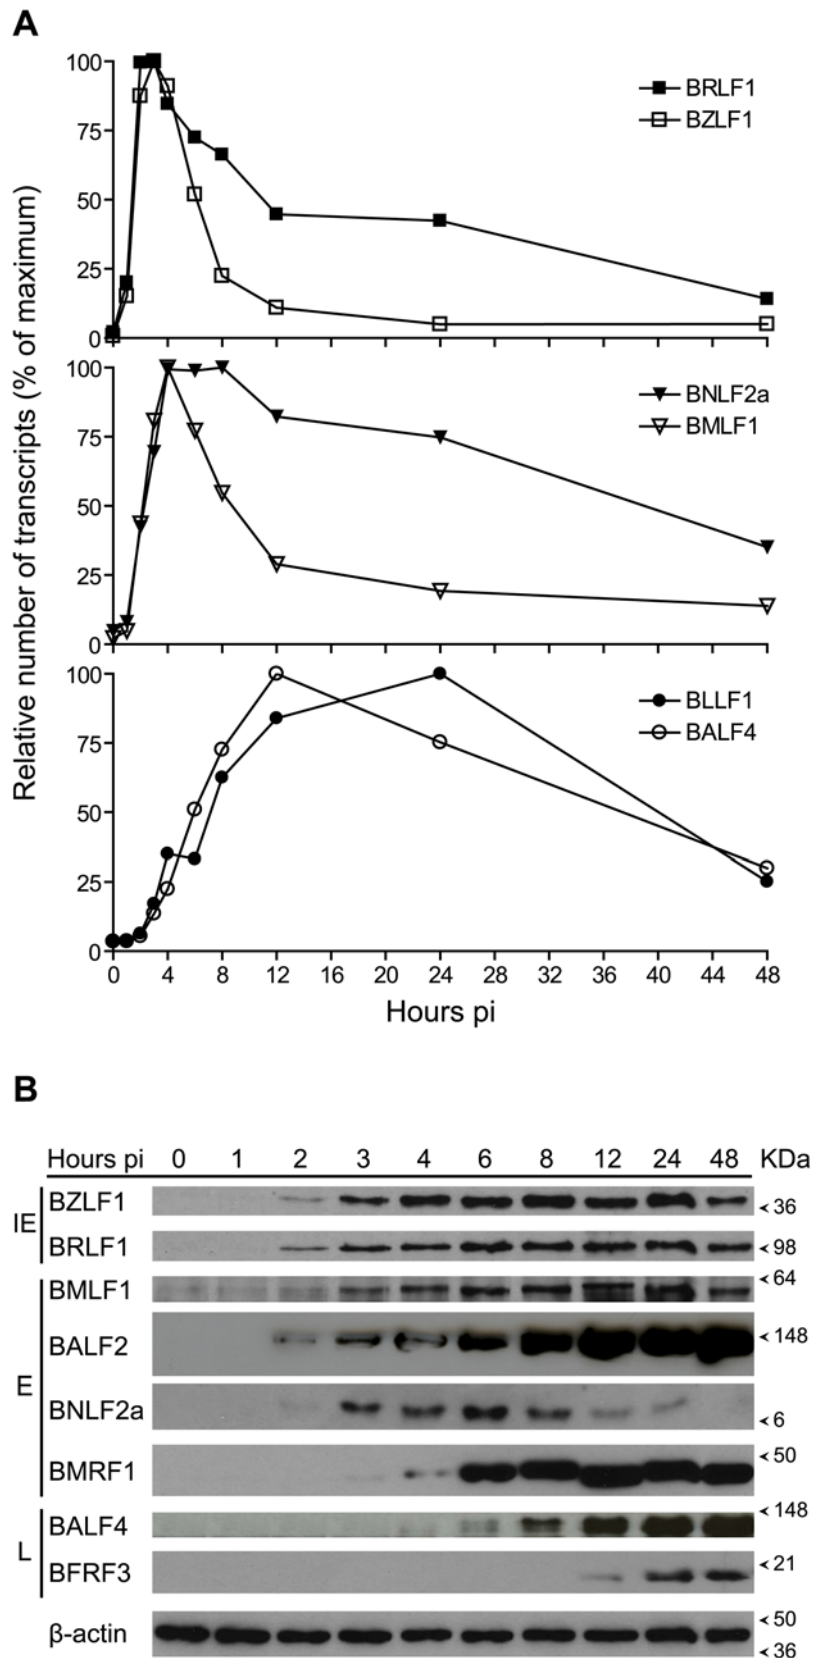 A
Relative number of transcripts (% of maximum)
100
75
50
25
0
BRLF1
BZLF1
100
75
50
25
0
BNLF2a
BMLF1
100
75
50
25
0
BLLF1
BALF4
0 4 8 12 16 20 24 28 32 36 40 44 48
Hours pi
B
Hours pi 0 1 2 3 4 6 8 12 24 48 KDa
IE
BZLF1 <36
BRLF1 <98
E
BMLF1 <64
BALF2 <148
BNLF2a <6
BMRF1 <50
L
BALF4 <148
BFRF3 <21
β-actin <50
<36